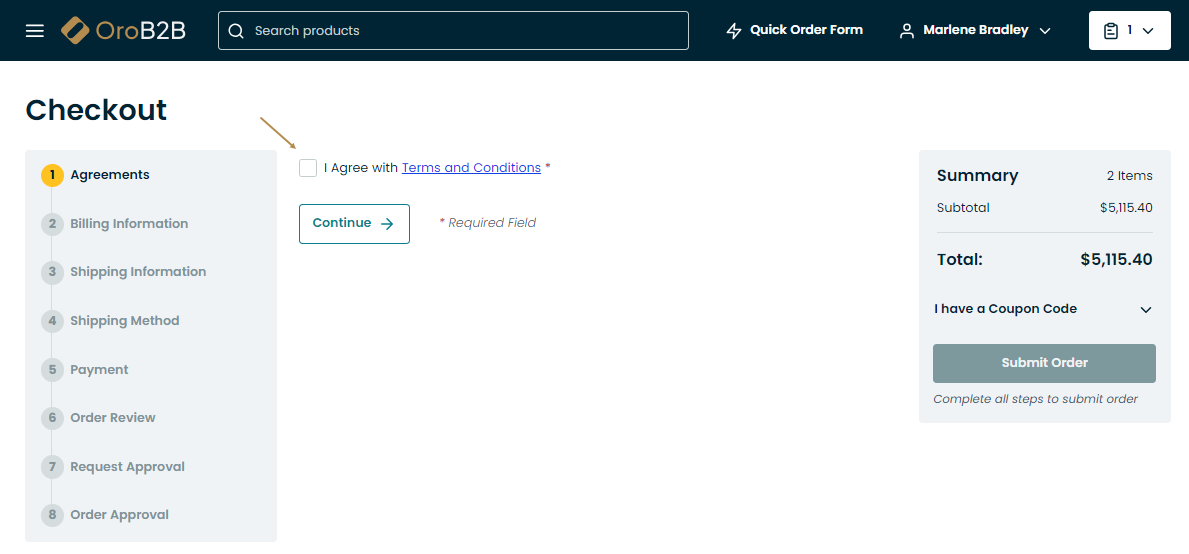 OroB2B
Search products
Quick Order Form
Marlene Bradley
1
Checkout
1 Agreements
2 Billing Information
3 Shipping Information
4 Shipping Method
5 Payment
6 Order Review
7 Request Approval
8 Order Approval
I Agree with Terms and Conditions *
Continue
* Required Field
Summary 2 Items
Subtotal $5,115.40
Total: $5,115.40
I have a Coupon Code
Submit Order
Complete all steps to submit order